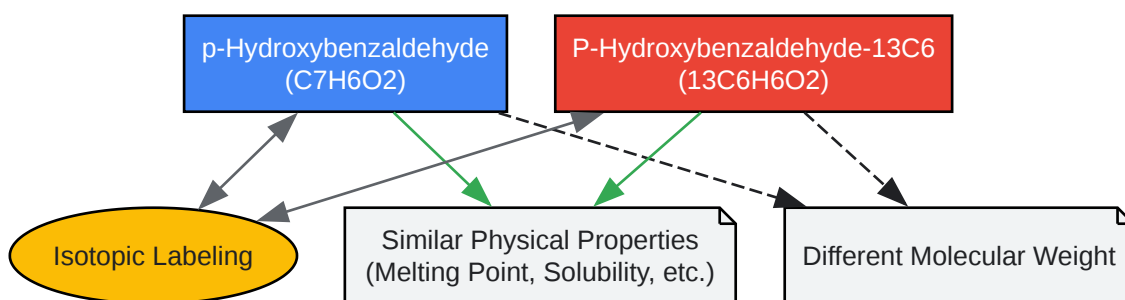 p-Hydroxybenzaldehyde
(C7H6O2)
P-Hydroxybenzaldehyde-13C6
(13C6H6O2)
Isotopic Labeling
Similar Physical Properties
(Melting Point, Solubility, etc.)
Different Molecular Weight